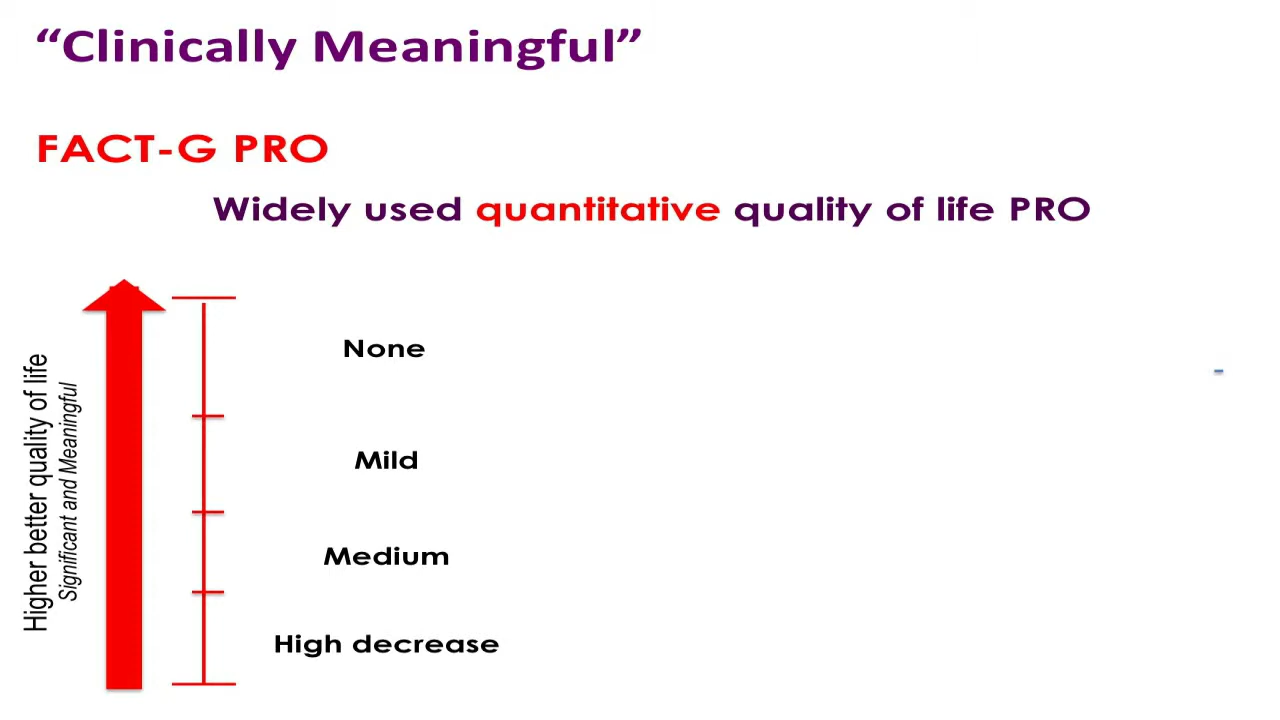 “Clinically Meaningful”
FACT-G PRO
Widely used quantitative quality of life PRO
Higher better quality of life
Significant and Meaningful
None
Mild
Medium
High decrease